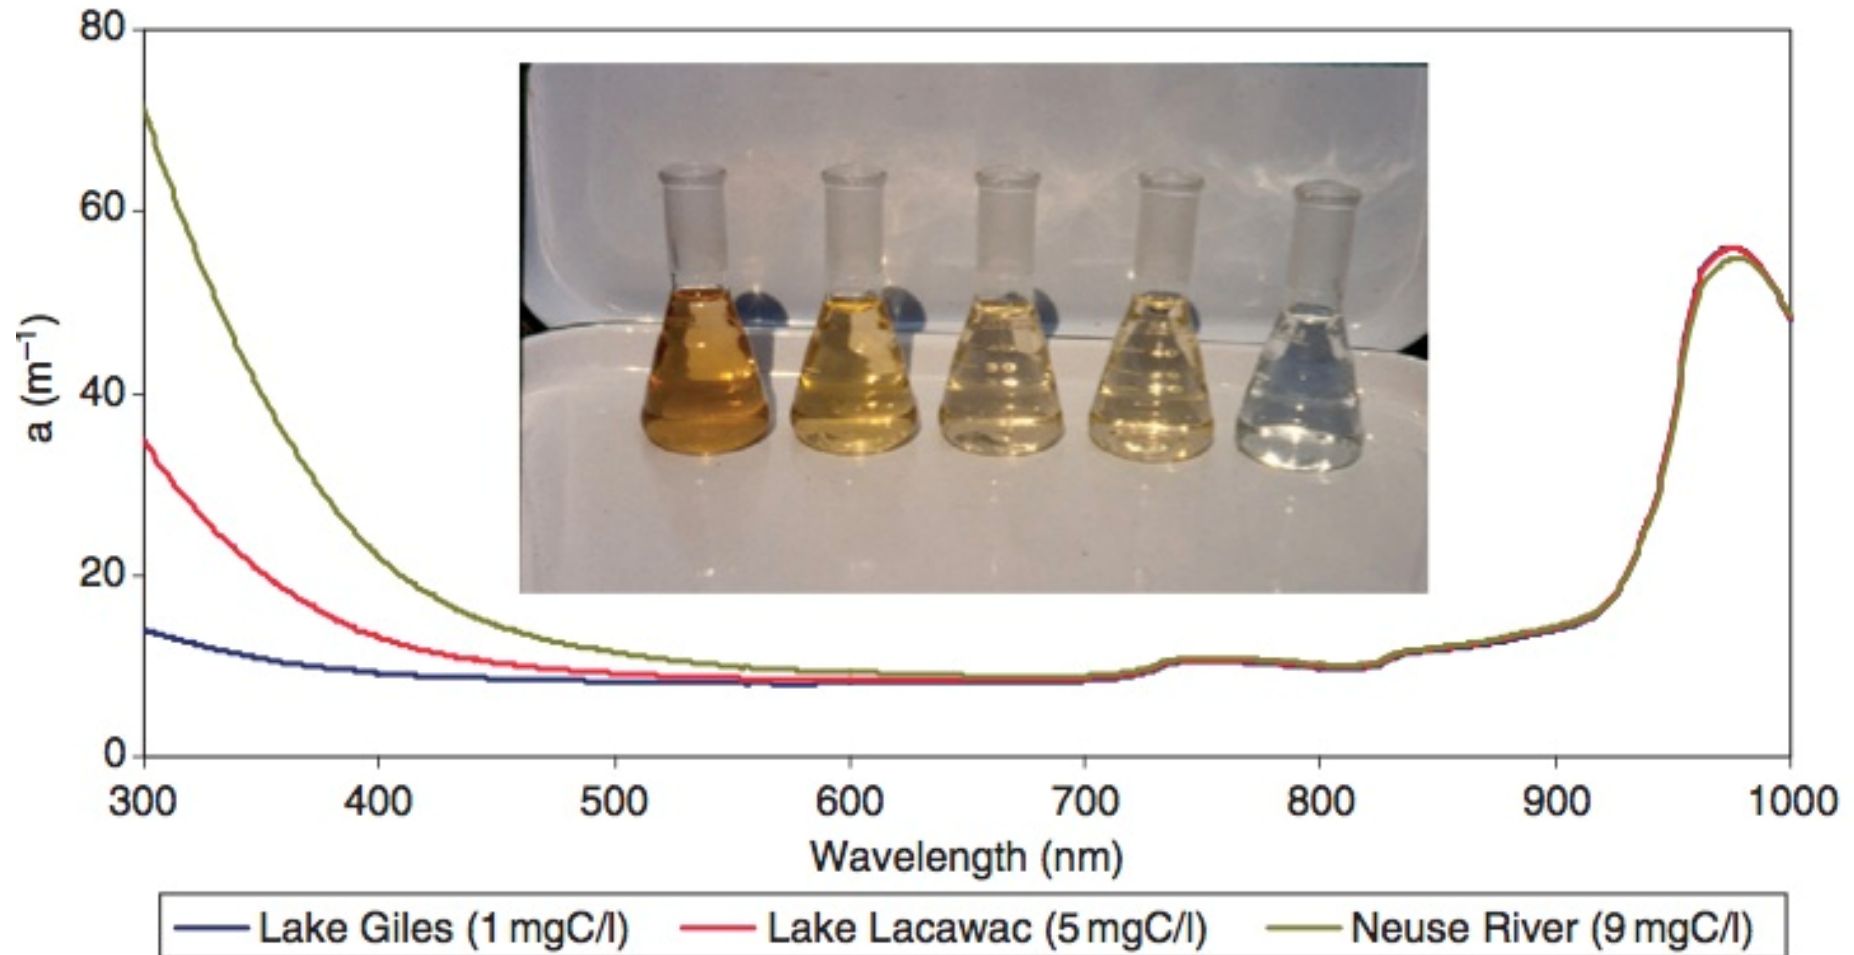 80
60
40
20
0
a (m⁻¹)
300 400 500 600 700 800 900 1000
Wavelength (nm)
Lake Giles (1 mgC/l) Lake Lacawac (5 mgC/l) Neuse River (9 mgC/l)